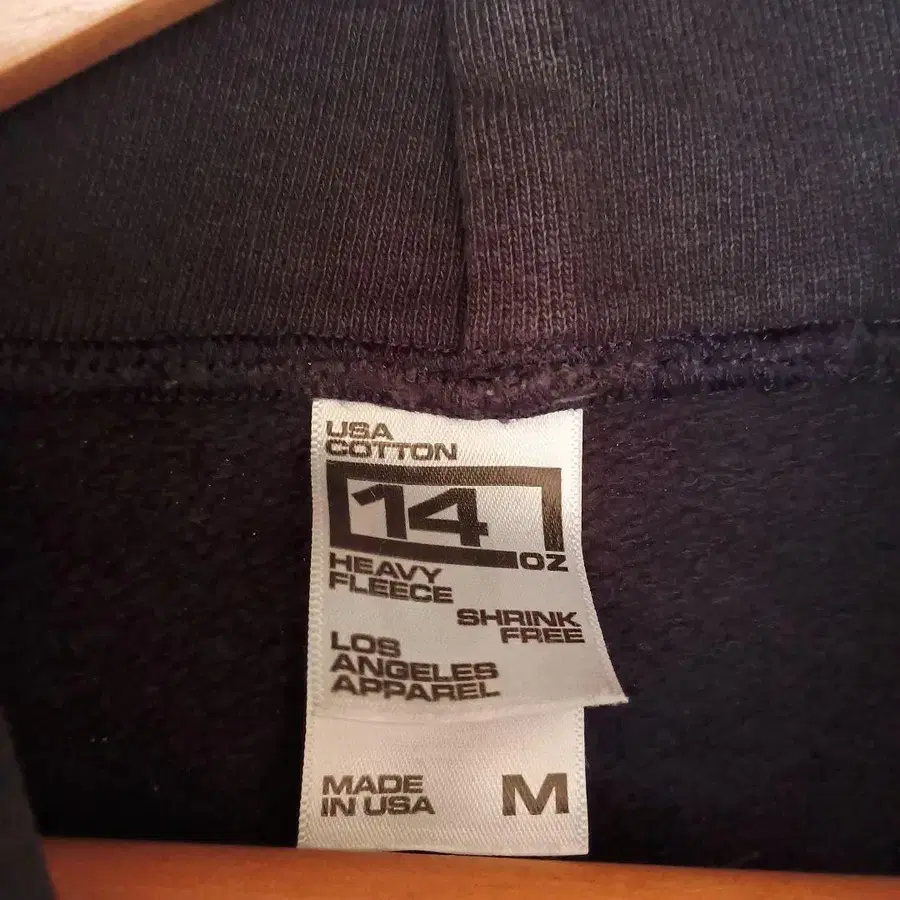 USA
COTTON
14
OZ
HEAVY
FLEECE
SHRINK
FREE
LOS
ANGELES
APPAREL
MADE
IN USA
M